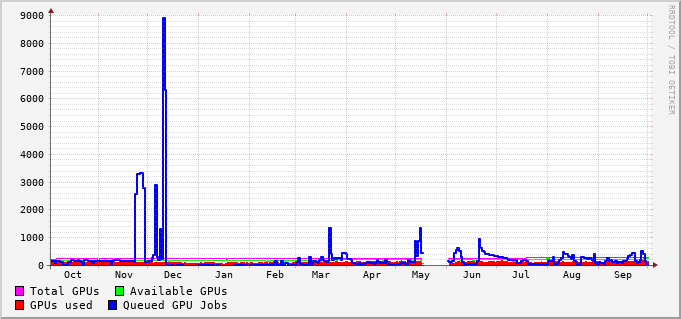 9000
8000
7000
6000
5000
4000
3000
2000
1000
0
Oct Nov Dec Jan Feb Mar Apr May Jun Jul Aug Sep
Total GPUs Available GPUs
GPUs used Queued GPU Jobs
RRDTOOL / TOBI OETIKER